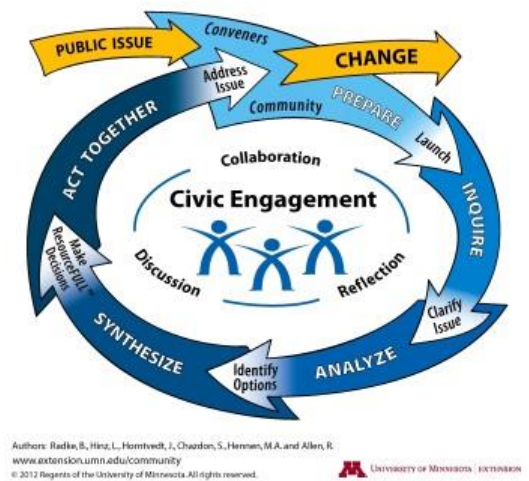 PUBLIC ISSUE
Conveners
CHANGE
Address
Issue
Community
PREPARE
Launch
INQUIRE
Clarify
Issue
ANALYZE
Identify
Options
SYNTHESIZE
Make
ResourceFULL™
Decisions
ACT TOGETHER
Collaboration
Civic Engagement
Discussion
Reflection
Authors: Radke, B., Hinz, L., Horntvedt, J., Chazdon, S., Hennen, M.A. and Allen, R.
www.extension.umn.edu/community
© 2012 Regents of the University of Minnesota. All rights reserved.
M UNIVERSITY OF MINNESOTA | EXTENSION